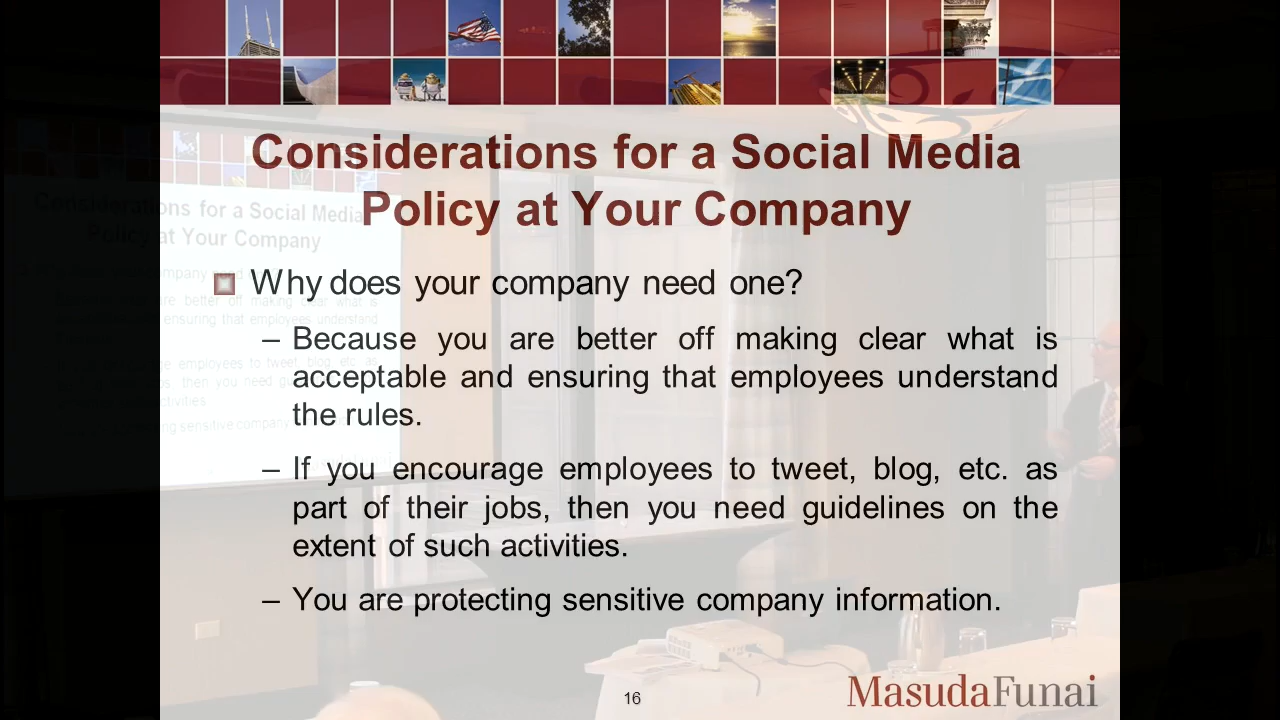 Considerations for a Social Media
Policy at Your Company
Why does your company need one?
– Because you are better off making clear what is
acceptable and ensuring that employees understand
the rules.
– If you encourage employees to tweet, blog, etc. as
part of their jobs, then you need guidelines on the
extent of such activities.
– You are protecting sensitive company information.
16
MasudaFunai